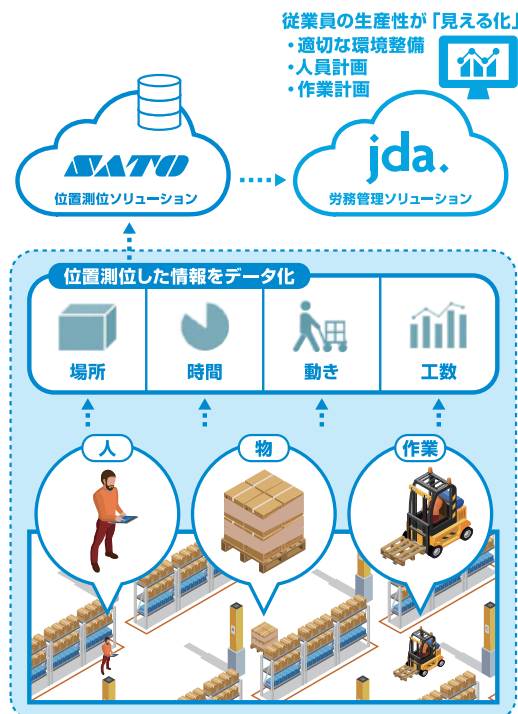 従業員の生産性が「見える化」
・適切な環境整備
・人員計画
・作業計画
SATO
位置測位ソリューション
jda.
労務管理ソリューション
位置測位した情報をデータ化
場所
時間
動き
工数
人
物
作業